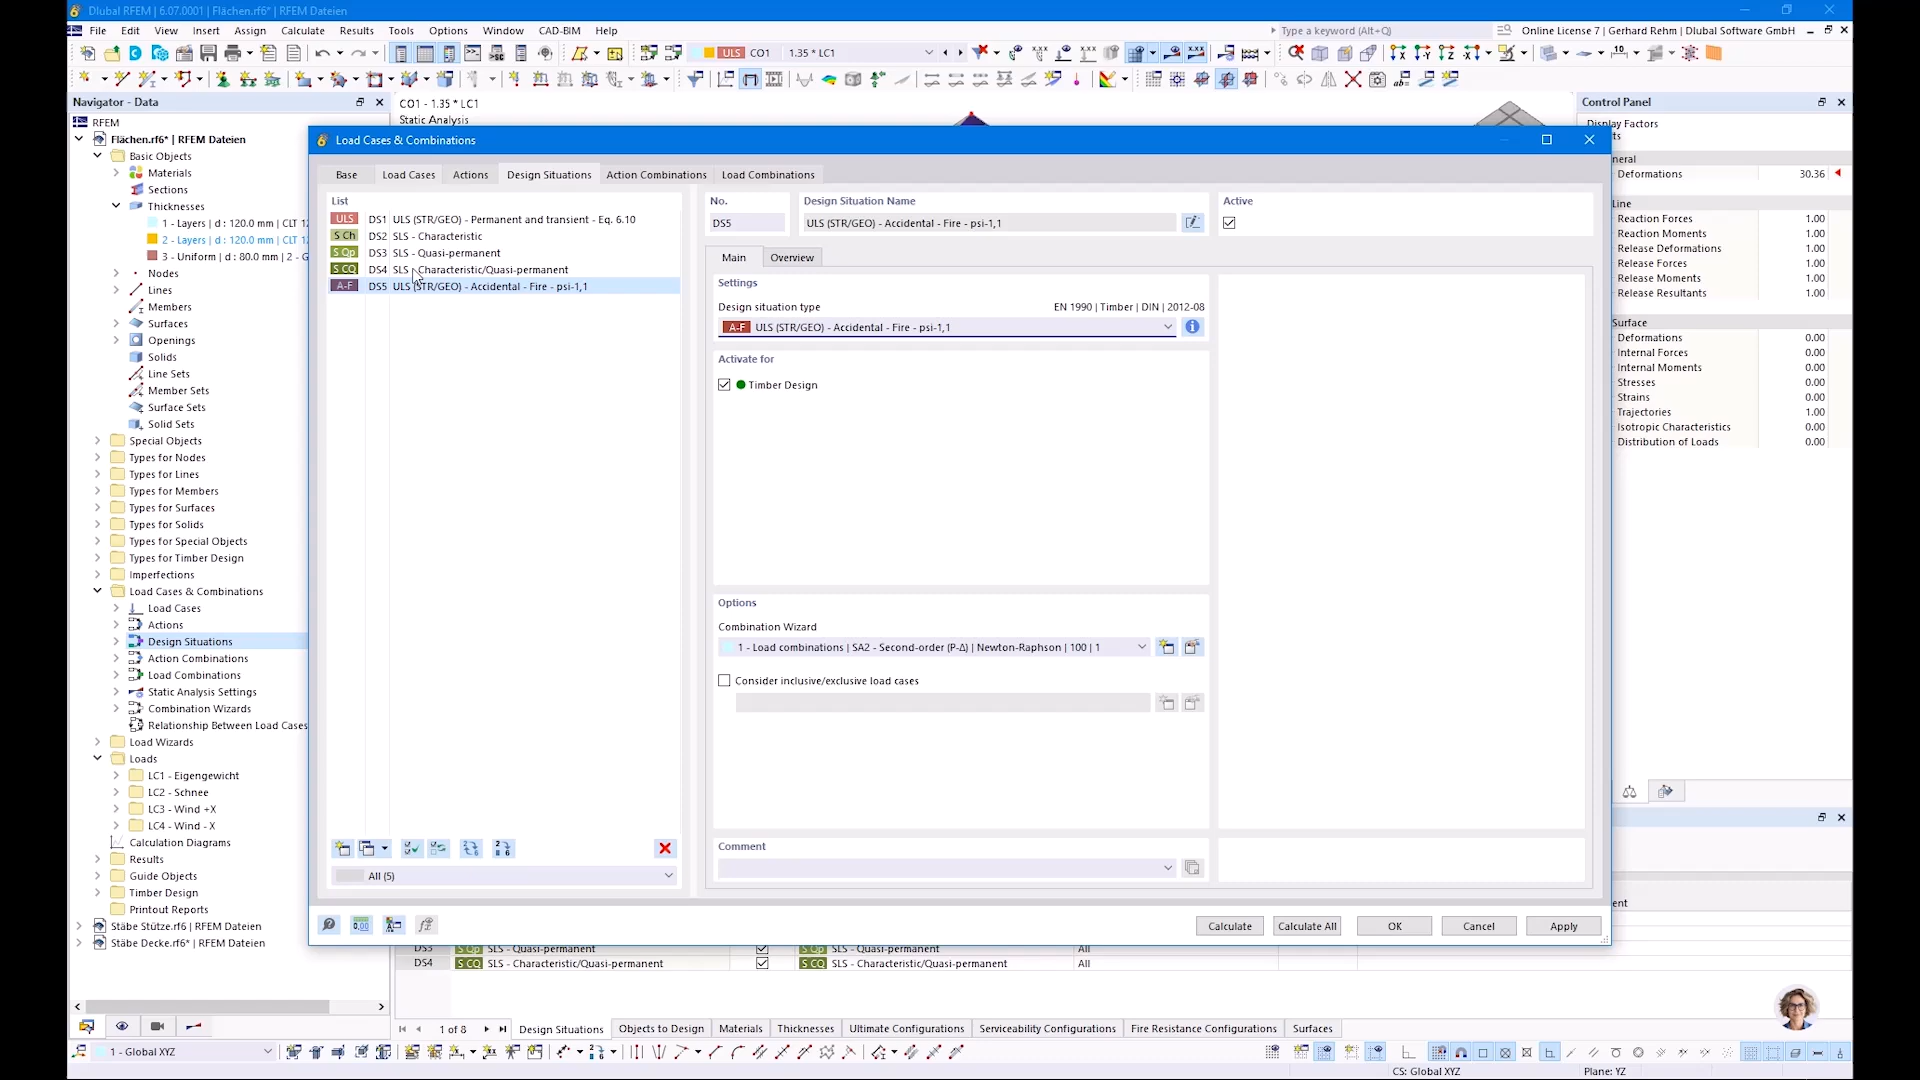 Dlubal RFEM | 6.07.0001 | Flächen.rf6* | RFEM Dateien
File Edit View Insert Assign Calculate Results Tools Options Window CAD-BIM Help
Type a keyword (Alt+Q)
Online License 7 | Gerhard Rehm | Dlubal Software GmbH
ULS CO1 1.35 * LC1
Navigator - Data
RFEM
Flächen.rf6* | RFEM Dateien
Basic Objects
Materials
Sections
Thicknesses
1 - Layers | d : 120.0 mm | CLT 1
2 - Layers | d : 120.0 mm | CLT 1
3 - Uniform | d : 80.0 mm | 2 - G
Nodes
Lines
Members
Surfaces
Openings
Solids
Line Sets
Member Sets
Surface Sets
Solid Sets
Special Objects
Types for Nodes
Types for Lines
Types for Members
Types for Surfaces
Types for Solids
Types for Special Objects
Types for Timber Design
Imperfections
Load Cases & Combinations
Load Cases
Actions
Design Situations
Action Combinations
Load Combinations
Static Analysis Settings
Combination Wizards
Relationship Between Load Cases
Load Wizards
Loads
LC1 - Eigengewicht
LC2 - Schnee
LC3 - Wind +X
LC4 - Wind - X
Calculation Diagrams
Results
Guide Objects
Timber Design
Printout Reports
Stäbe Stütze.rf6 | RFEM Dateien
Stäbe Decke.rf6* | RFEM Dateien
1 - Global XYZ
CO1 - 1.35 * LC1
Static Analysis
Load Cases & Combinations
Base Load Cases Actions Design Situations Action Combinations Load Combinations
List
ULS DS1 ULS (STR/GEO) - Permanent and transient - Eq. 6.10
S Ch DS2 SLS - Characteristic
S Qp DS3 SLS - Quasi-permanent
S CQ DS4 SLS - Characteristic/Quasi-permanent
A-F DS5 ULS (STR/GEO) - Accidental - Fire - psi-1,1
All (5)
No.
DS5
Design Situation Name
ULS (STR/GEO) - Accidental - Fire - psi-1,1
Active
Main Overview
Settings
Design situation type
EN 1990 | Timber | DIN | 2012-08
A-F ULS (STR/GEO) - Accidental - Fire - psi-1,1
Activate for
Timber Design
Options
Combination Wizard
1 - Load combinations | SA2 - Second-order (P-Δ) | Newton-Raphson | 100 | 1
Consider inclusive/exclusive load cases
Comment
Calculate Calculate All OK Cancel Apply
Control Panel
Display Factors
Deformations 30.36
Line
Reaction Forces 1.00
Reaction Moments 1.00
Release Deformations 1.00
Release Forces 1.00
Release Moments 1.00
Release Resultants 1.00
Surface
Deformations 0.00
Internal Forces 0.00
Internal Moments 0.00
Stresses 0.00
Strains 0.00
Trajectories 1.00
Isotropic Characteristics 0.00
Distribution of Loads 0.00
DS3 S Qp SLS - Quasi-permanent S Qp SLS - Quasi-permanent All
DS4 S CQ SLS - Characteristic/Quasi-permanent S CQ SLS - Characteristic/Quasi-permanent All
1 of 8 Design Situations Objects to Design Materials Thicknesses Ultimate Configurations Serviceability Configurations Fire Resistance Configurations Surfaces
CS: Global XYZ Plane: YZ